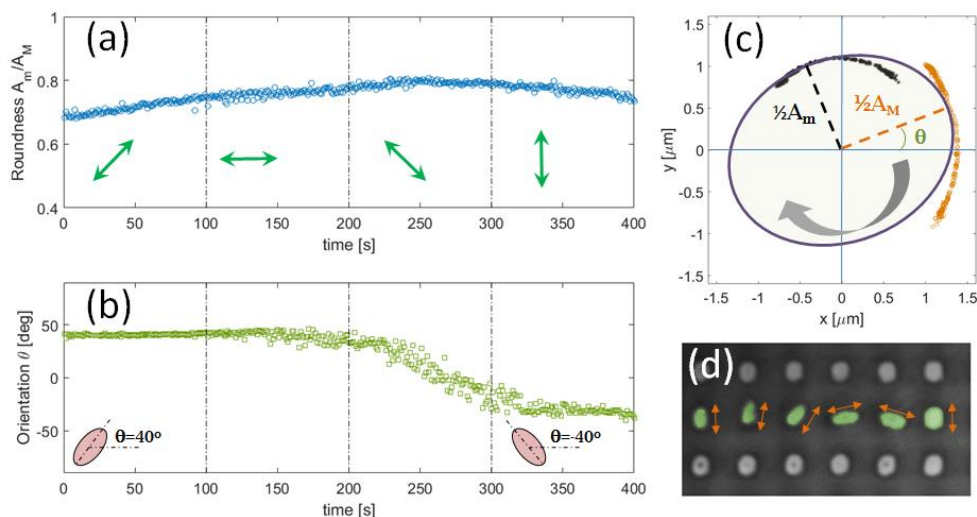 (a)
Roundness A_m/A_M
1
0.8
0.6
0.4
0 50 100 150 200 250 300 350 400
time [s]
(b)
Orientation θ [deg]
50
0
-50
θ=40º
θ=-40º
0 50 100 150 200 250 300 350 400
time [s]
(c)
y [μm]
1.5
1
0.5
0
-0.5
-1
-1.5
½A_m
½A_M
θ
-1.5 -1 -0.5 0 0.5 1 1.5
x [μm]
(d)